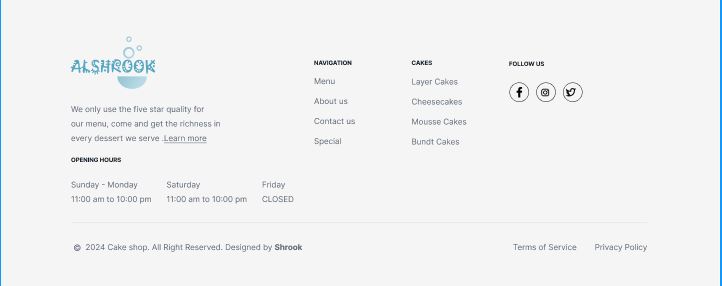 ALSHROOK
We only use the five star quality for
our menu, come and get the richness in
every dessert we serve .Learn more
OPENING HOURS
Sunday - Monday
11:00 am to 10:00 pm
Saturday
11:00 am to 10:00 pm
Friday
CLOSED
NAVIGATION
Menu
About us
Contact us
Special
CAKES
Layer Cakes
Cheesecakes
Mousse Cakes
Bundt Cakes
FOLLOW US
© 2024 Cake shop. All Right Reserved. Designed by Shrook
Terms of Service
Privacy Policy